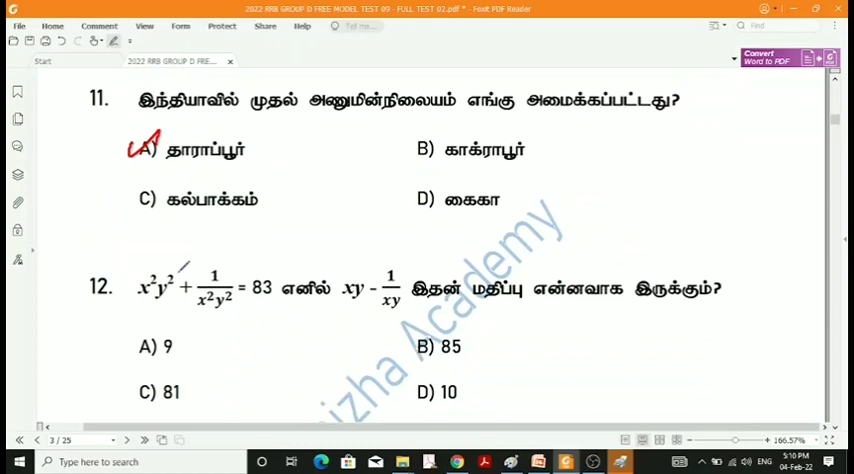 2022 RRB GROUP D FREE MODEL TEST 09 - FULL TEST 02.pdf * - Foxit PDF Reader
File Home Comment View Form Protect Share Help Tell me... Find
Start 2022 RRB GROUP D FRE...
Convert
Word to PDF
11. இந்தியாவில் முதல் அணுமின்நிலையம் எங்கு அமைக்கப்பட்டது?
A) தாராப்பூர் B) காக்ராபூர்
C) கல்பாக்கம் D) கைகா
12. x²y² + 1/x²y² = 83 எனில் xy - 1/xy இதன் மதிப்பு என்னவாக இருக்கும்?
A) 9 B) 85
C) 81 D) 10
izha Academy
3 / 25 166.57%
Type here to search ENG 5:10 PM
04-Feb-22